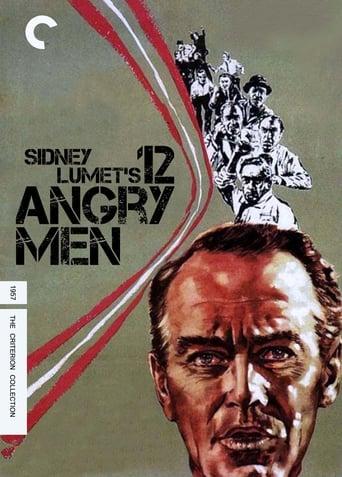 SIDNEY
LUMET'S 12
ANGRY
MEN
1957
THE CRITERION COLLECTION